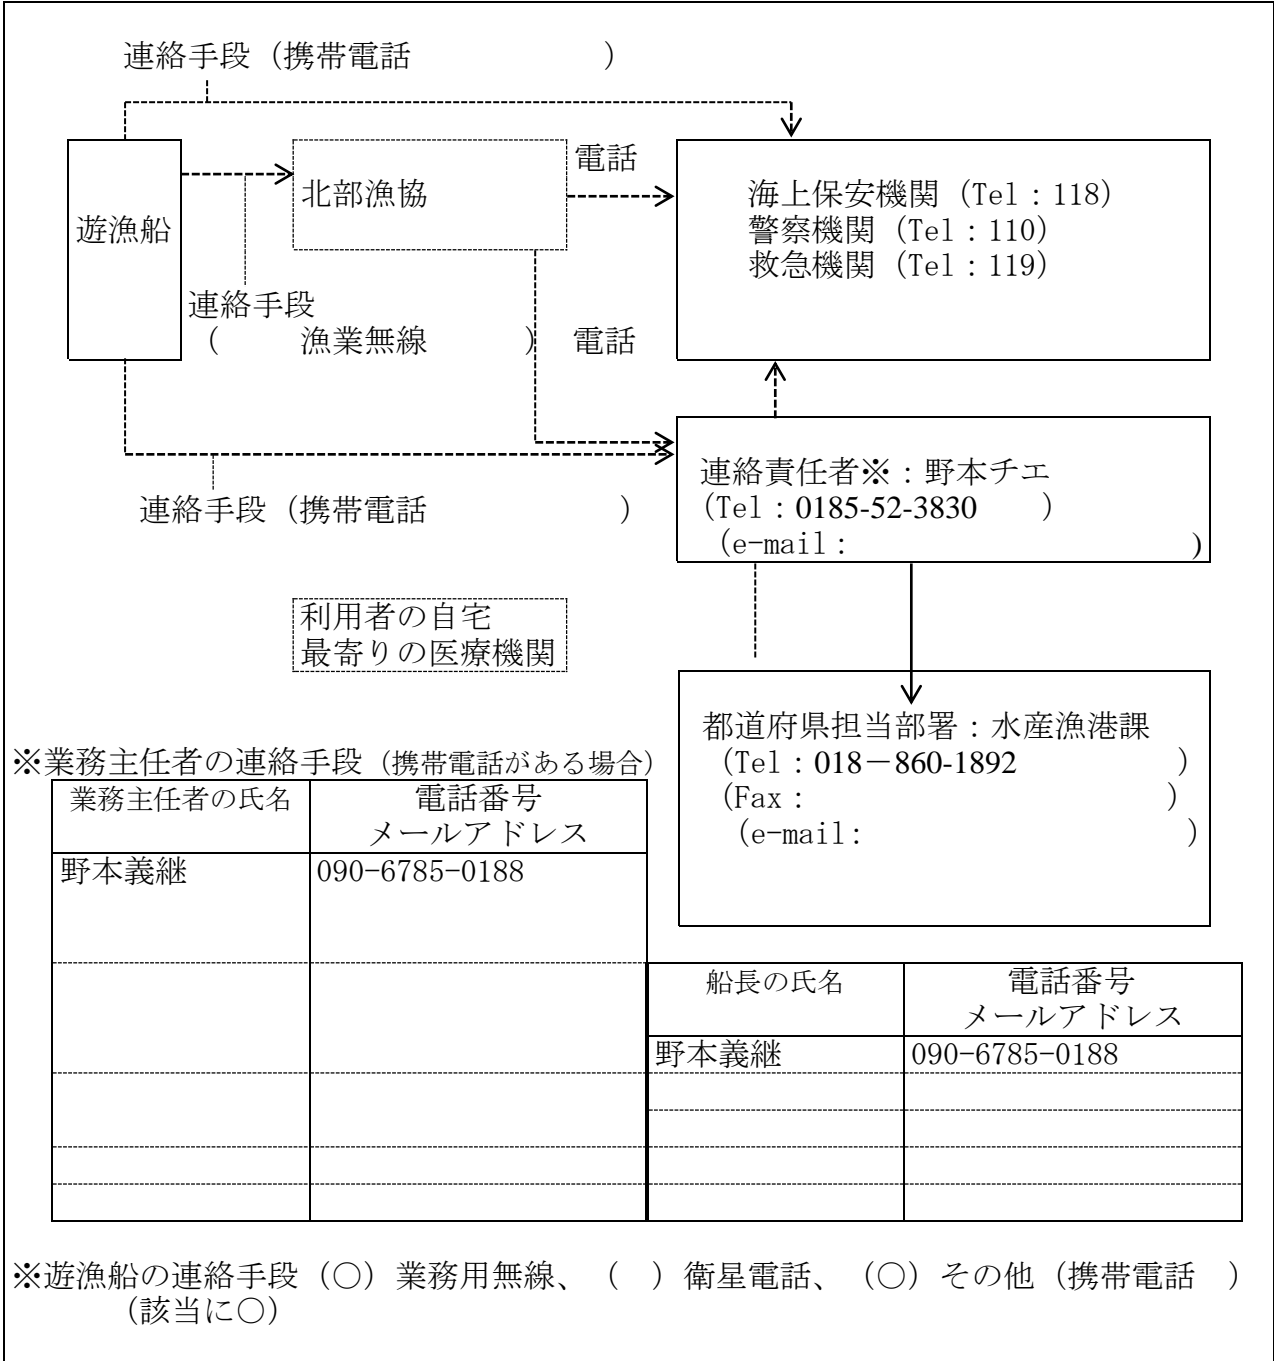 連絡手段（携帯電話　　　　　　）
電話
北部漁協
遊漁船
海上保安機関（Tel：118）
警察機関（Tel：110）
救急機関（Tel：119）
連絡手段
（　　漁業無線　　　）
電話
連絡責任者※：野本チエ
（Tel：0185-52-3830　　）
（e-mail：　　　　　　　　　　　）
連絡手段（携帯電話　　　　　　）
利用者の自宅
最寄りの医療機関
都道府県担当部署：水産漁港課
（Tel：018－860-1892　　　　　）
（Fax：　　　　　　　　　　　）
（e-mail：　　　　　　　　　　）
※業務主任者の連絡手段（携帯電話がある場合）
業務主任者の氏名　電話番号
メールアドレス
野本義継　090-6785-0188
船長の氏名　電話番号
メールアドレス
野本義継　090-6785-0188
※遊漁船の連絡手段（○）業務用無線、（　）衛星電話、（○）その他（携帯電話　）
（該当に○）